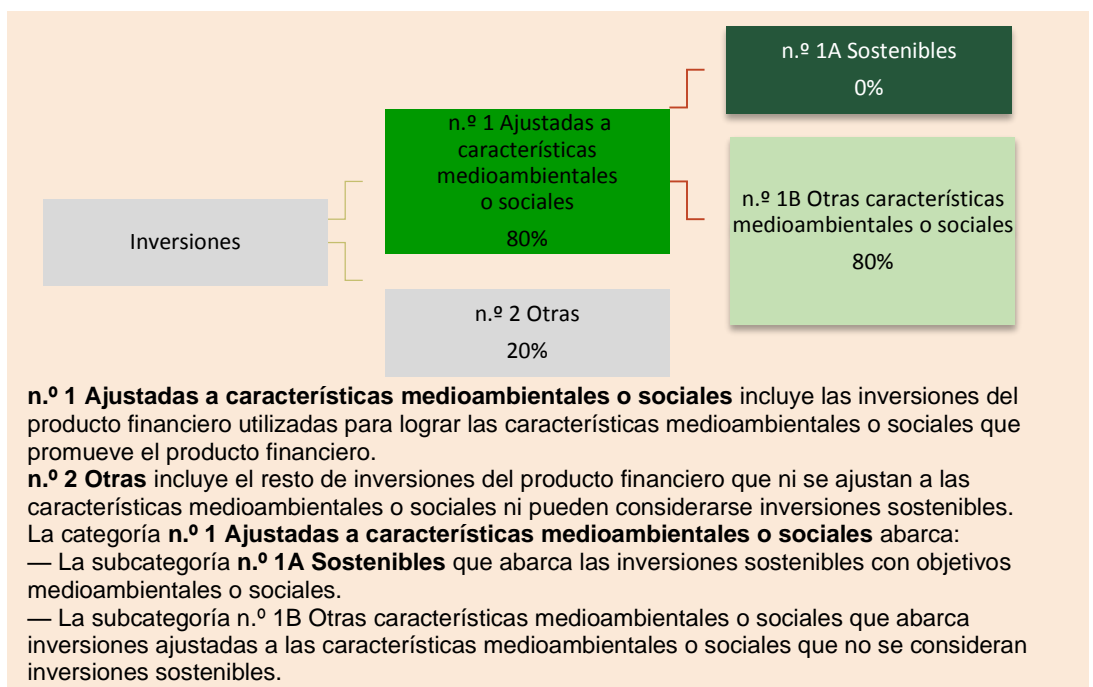 n.º 1A Sostenibles
0%
n.º 1 Ajustadas a
características
medioambientales
o sociales
80%
n.º 1B Otras características
medioambientales o sociales
80%
Inversiones
n.º 2 Otras
20%
n.º 1 Ajustadas a características medioambientales o sociales incluye las inversiones del
producto financiero utilizadas para lograr las características medioambientales o sociales que
promueve el producto financiero.
n.º 2 Otras incluye el resto de inversiones del producto financiero que ni se ajustan a las
características medioambientales o sociales ni pueden considerarse inversiones sostenibles.
La categoría n.º 1 Ajustadas a características medioambientales o sociales abarca:
— La subcategoría n.º 1A Sostenibles que abarca las inversiones sostenibles con objetivos
medioambientales o sociales.
— La subcategoría n.º 1B Otras características medioambientales o sociales que abarca
inversiones ajustadas a las características medioambientales o sociales que no se consideran
inversiones sostenibles.